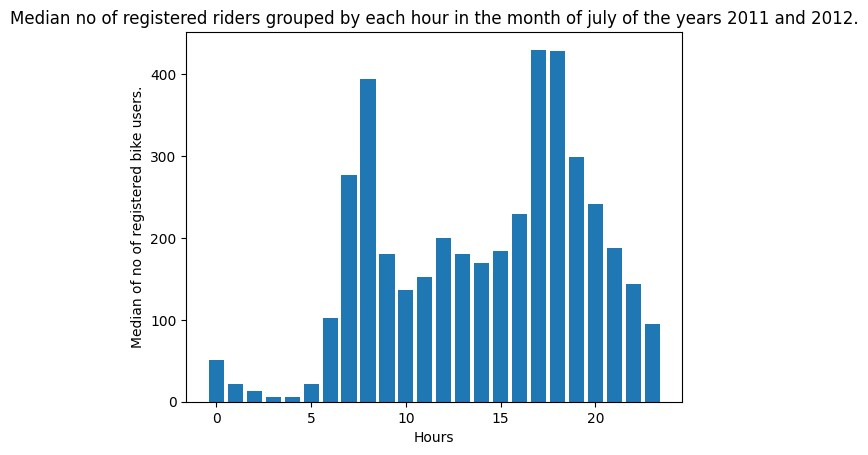 Median no of registered riders grouped by each hour in the month of july of the years 2011 and 2012.
Median of no of registered bike users.
400
300
200
100
0
0 5 10 15 20
Hours